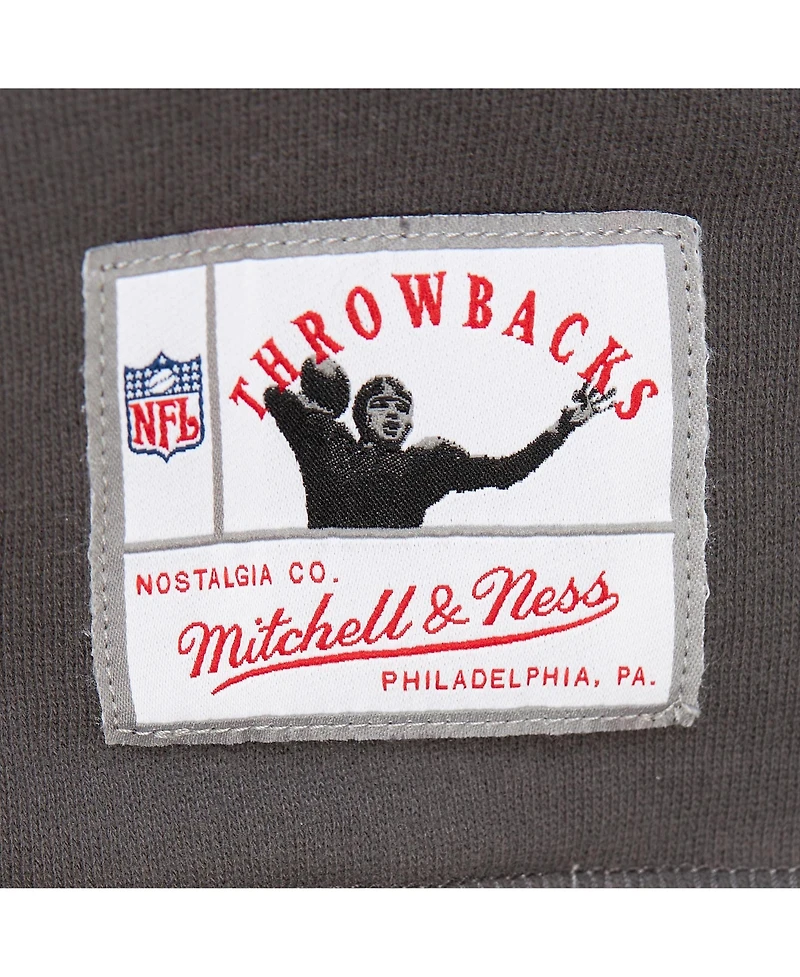 THROWBACKS
NFL
NOSTALGIA CO.
Mitchell & Ness
PHILADELPHIA, PA.